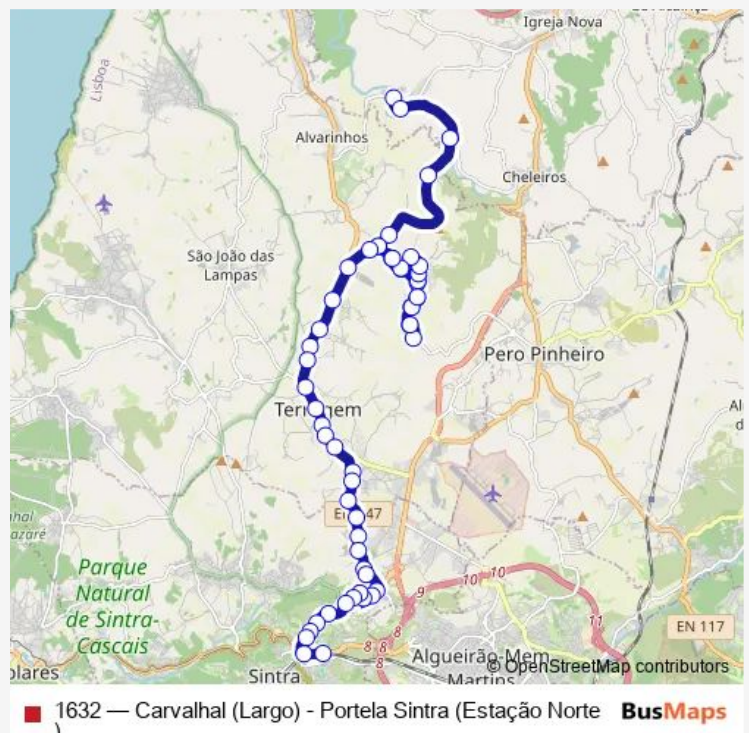 Igreja Nova
Lisboa
Alvarinhos
Cheleiros
São João das
Lampas
Pero Pinheiro
Al
d
EN 247
Parque
Natural
de Sintra-
Cascais
9
10
10
11
EN 117
8
8
8
8
Algueirão-Mem
Martins
© OpenStreetMap contributors
Sintra
1632 — Carvalhal (Largo) - Portela Sintra (Estação Norte
)
BusMaps